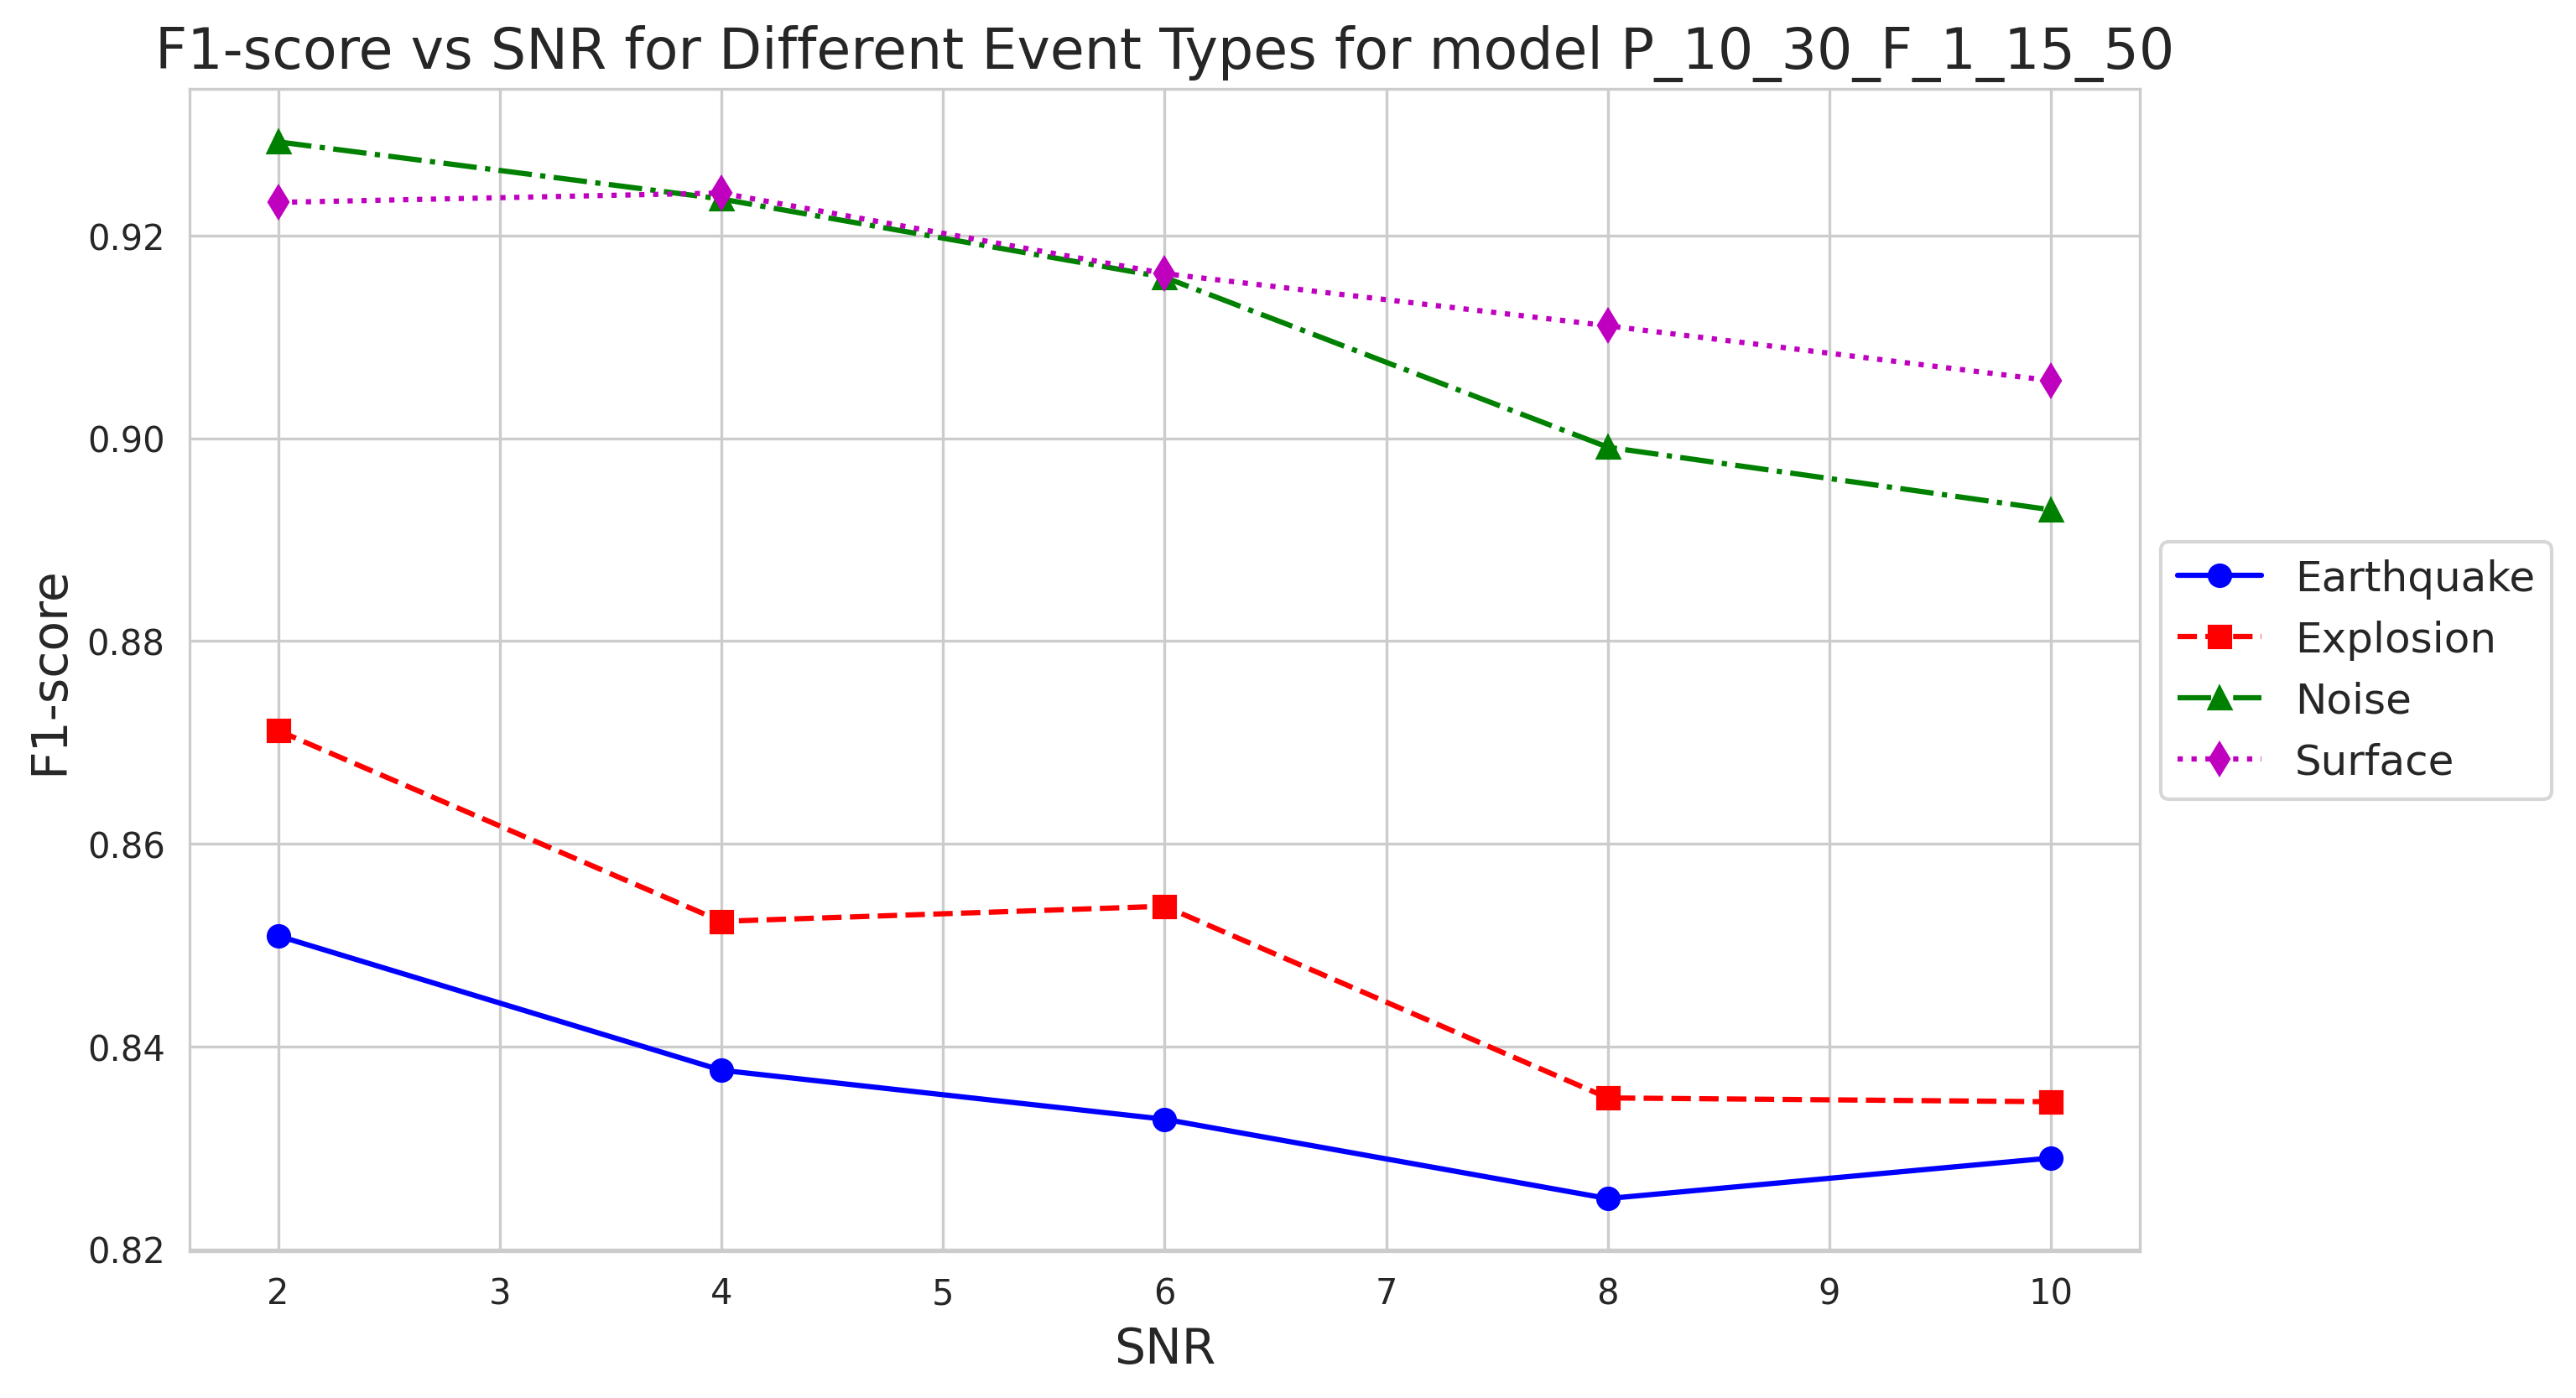 F1-score vs SNR for Different Event Types for model P_10_30_F_1_15_50
F1-score
0.92
0.90
0.88
0.86
0.84
0.82
2 3 4 5 6 7 8 9 10
SNR
Earthquake
Explosion
Noise
Surface